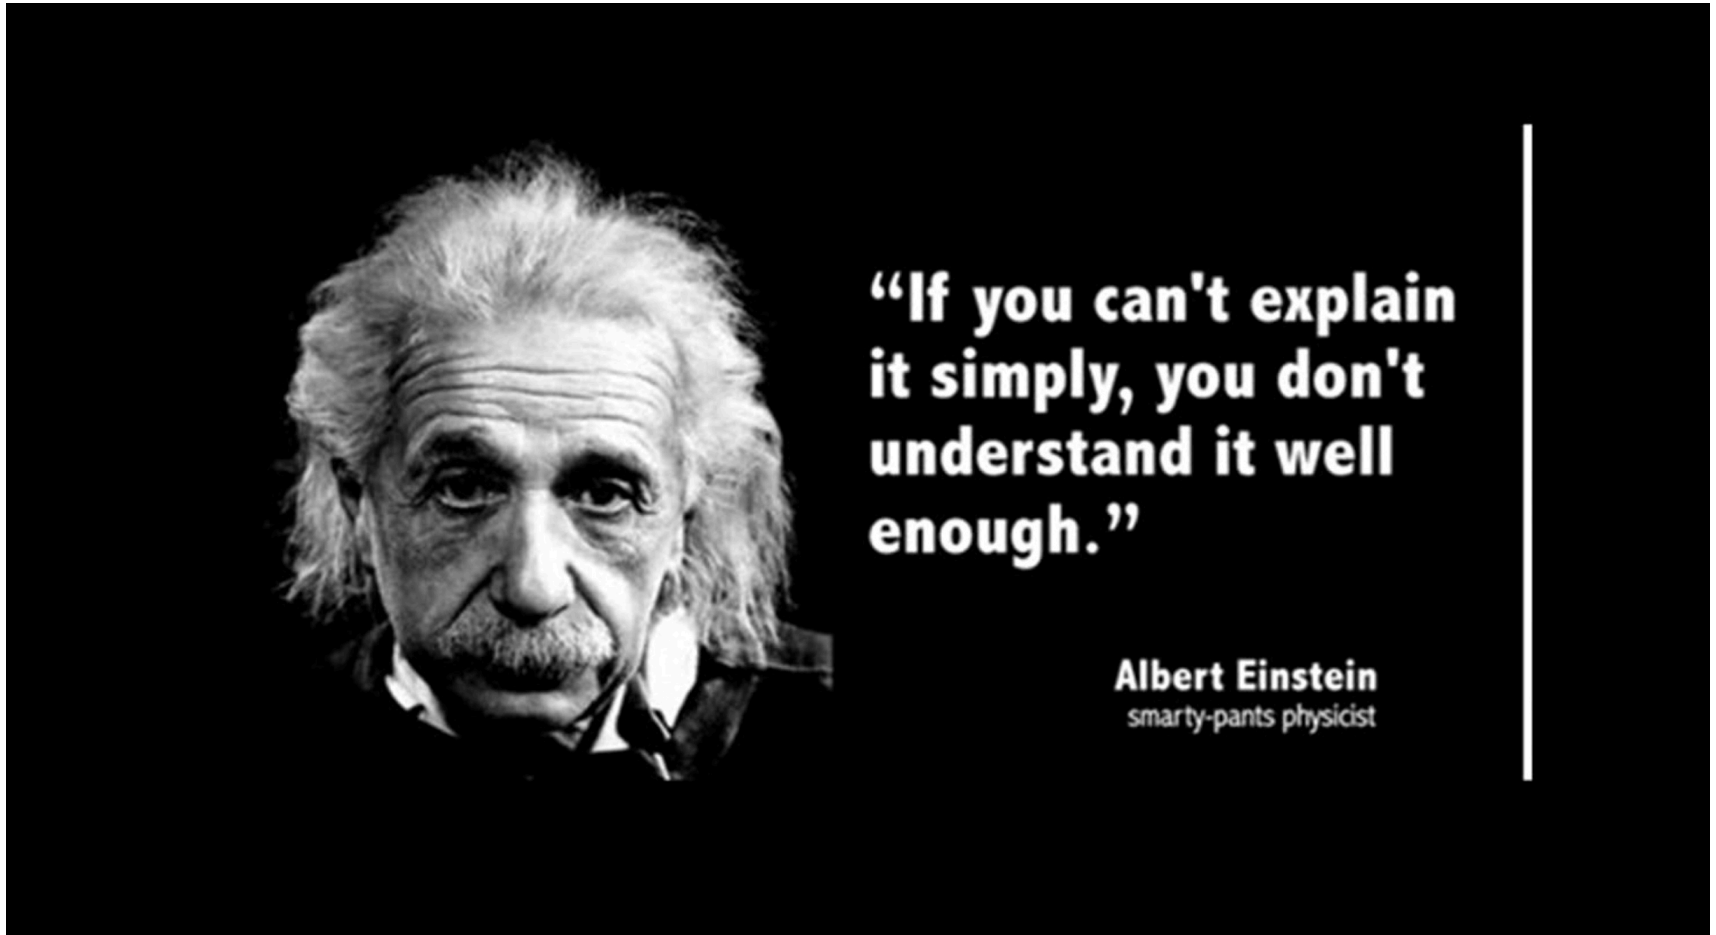 “If you can't explain
it simply, you don't
understand it well
enough.”
Albert Einstein
smarty-pants physicist